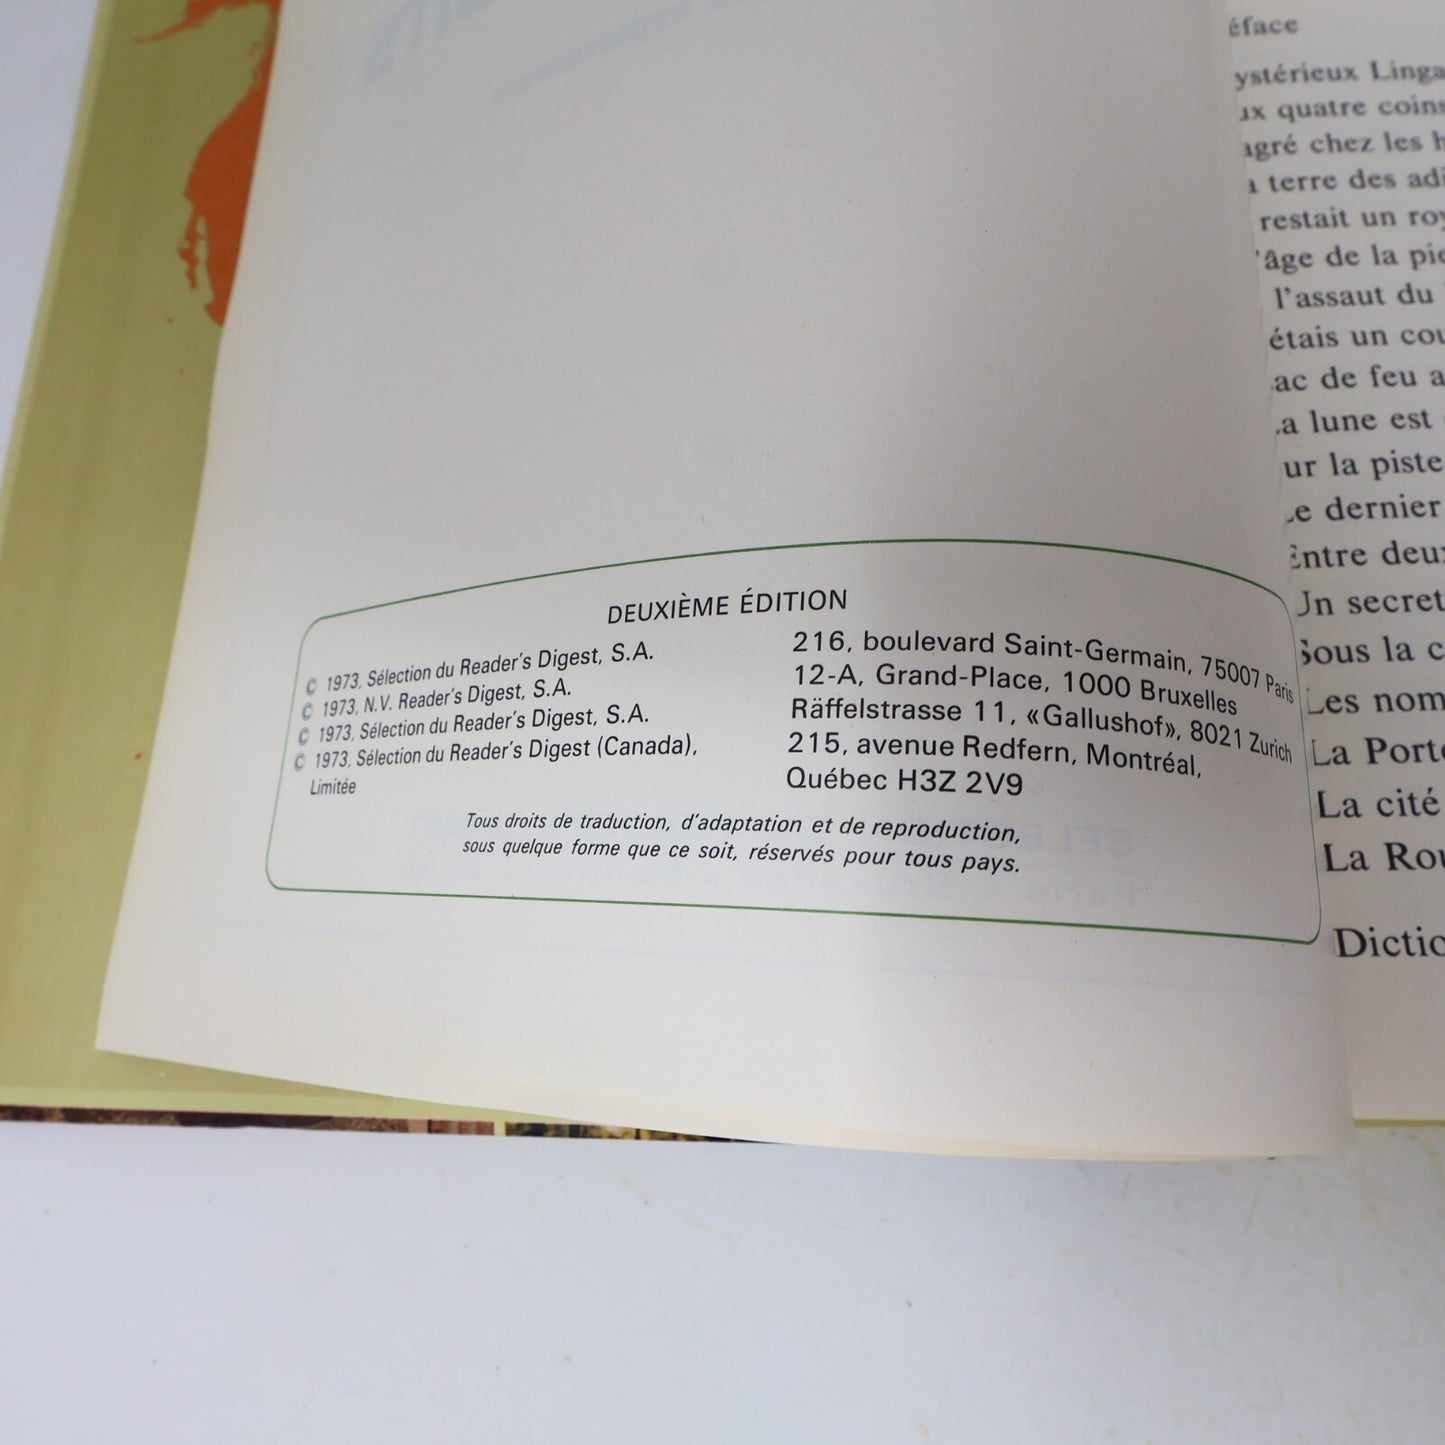 DEUXIÈME ÉDITION
© 1973, Sélection du Reader's Digest, S.A.
© 1973, N.V. Reader's Digest, S.A.
© 1973, Sélection du Reader's Digest, S.A.
© 1973, Sélection du Reader's Digest (Canada),
Limitée
216, boulevard Saint-Germain, 75007 Paris
12-A, Grand-Place, 1000 Bruxelles
Räffelstrasse 11, «Gallushof», 8021 Zurich
215, avenue Redfern, Montréal,
Québec H3Z 2V9
Tous droits de traduction, d'adaptation et de reproduction,
sous quelque forme que ce soit, réservés pour tous pays.
éface
ystérieux Linga
ux quatre coins
agré chez les h
a terre des adi
restait un roy
'âge de la pie
l'assaut du
étais un cou
ac de feu a
a lune est
ur la piste
Le dernier
Entre deux
Un secret
Sous la c
Les nom
La Porte
La cité
La Rou
Dictio